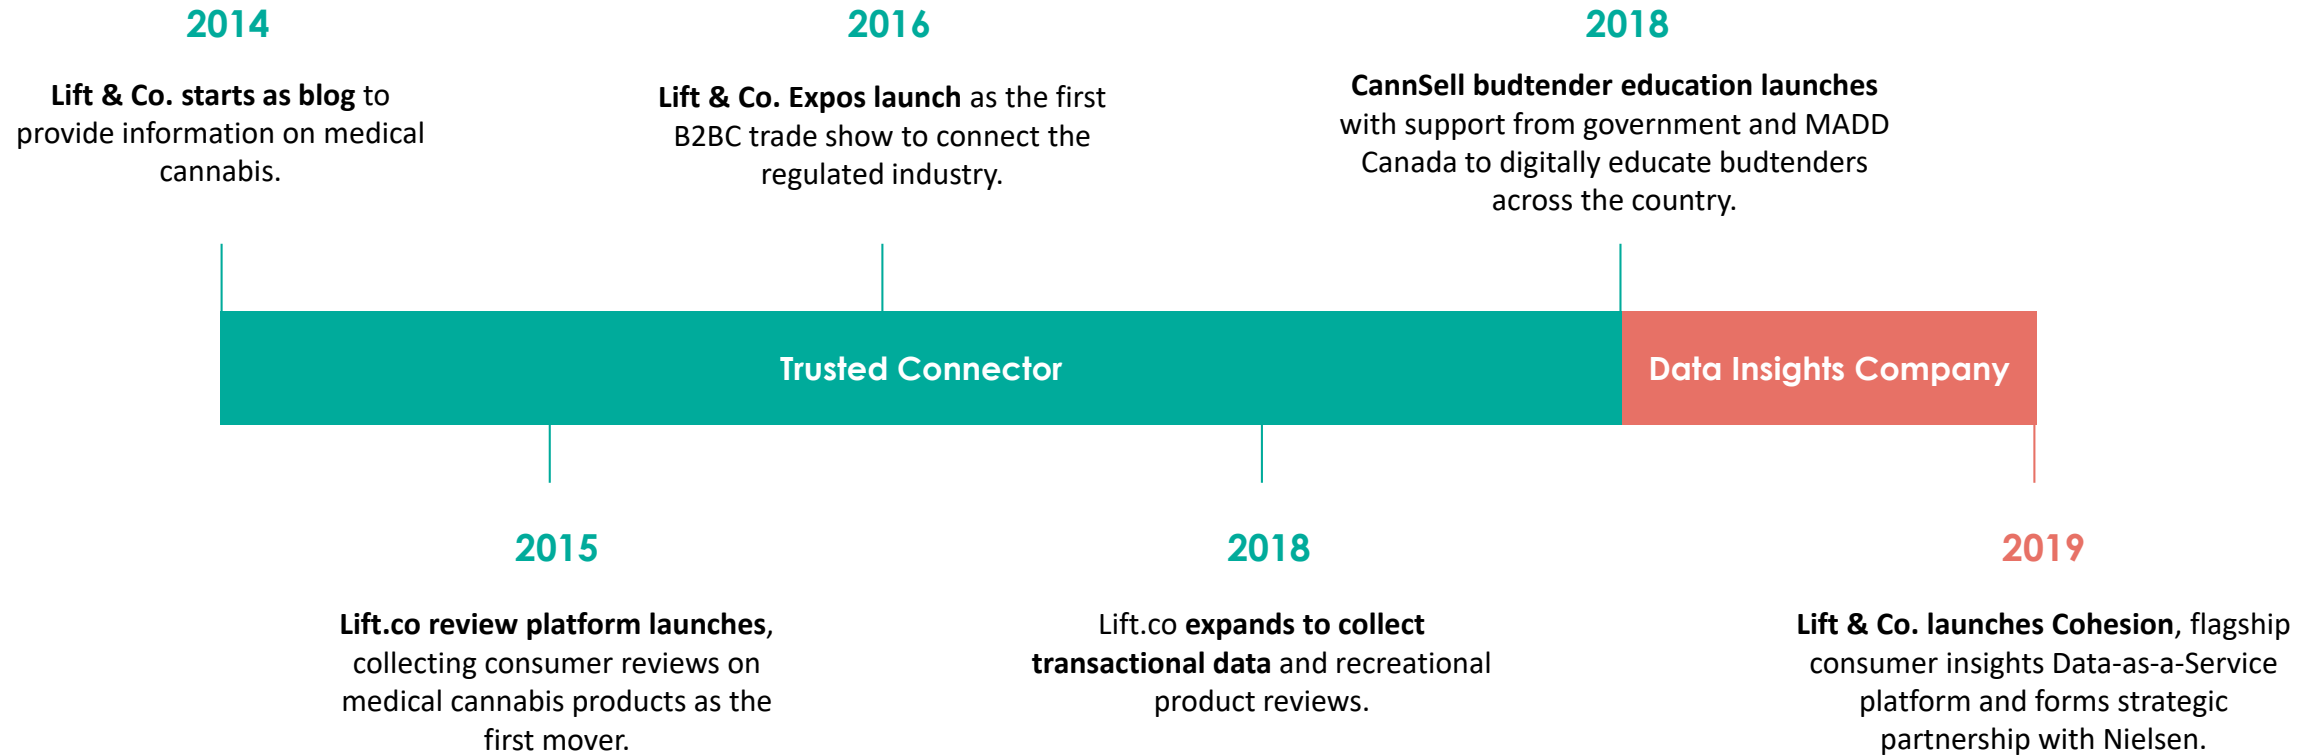 2014
Lift & Co. starts as blog to
provide information on medical
cannabis.
2016
Lift & Co. Expos launch as the first
B2BC trade show to connect the
regulated industry.
2018
CannSell budtender education launches
with support from government and MADD
Canada to digitally educate budtenders
across the country.
Trusted Connector
Data Insights Company
2015
Lift.co review platform launches,
collecting consumer reviews on
medical cannabis products as the
first mover.
2018
Lift.co expands to collect
transactional data and recreational
product reviews.
2019
Lift & Co. launches Cohesion, flagship
consumer insights Data-as-a-Service
platform and forms strategic
partnership with Nielsen.